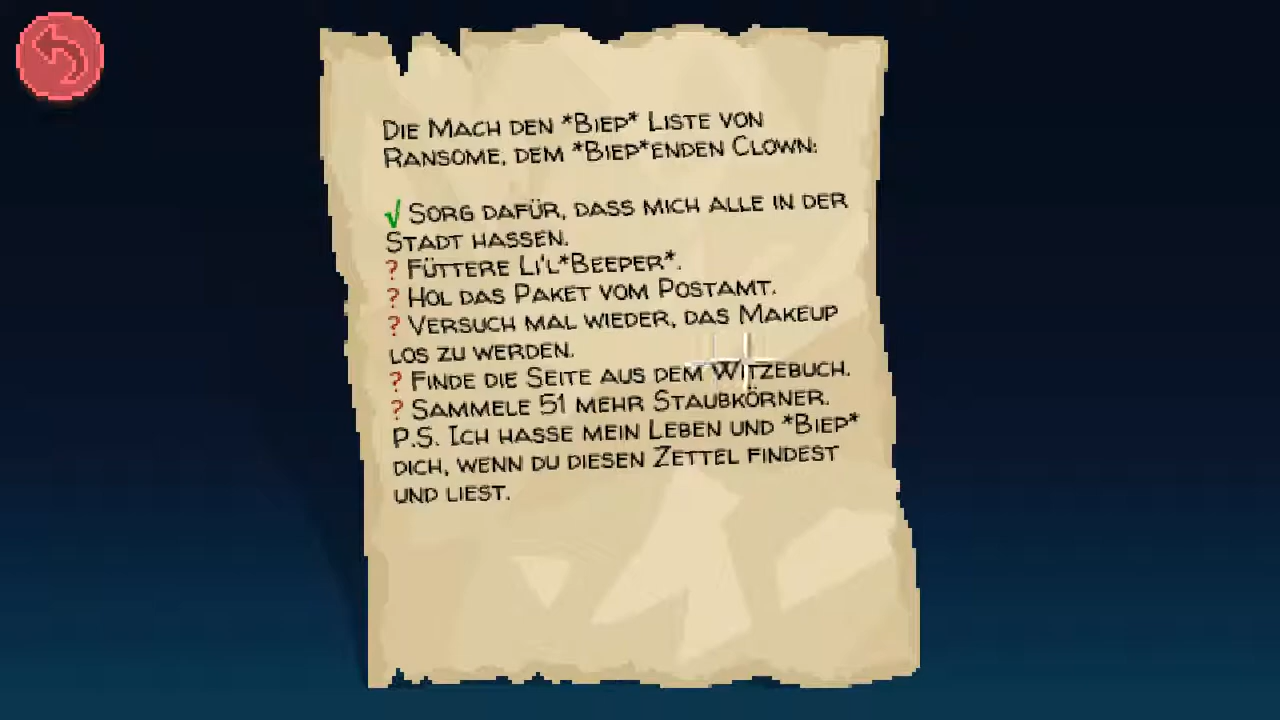 Die Mach den *Biep* Liste von
Ransome, dem *Biep*enden Clown:
√ Sorg dafür, dass mich alle in der
Stadt hassen.
? Füttere Li'l*Beeper*.
? Hol das Paket vom Postamt.
? Versuch mal wieder, das Makeup
los zu werden.
? Finde die Seite aus dem Witzebuch.
? Sammele 51 mehr Staubkörner.
P.S. Ich hasse mein Leben und *Biep*
dich, wenn du diesen Zettel findest
und liest.